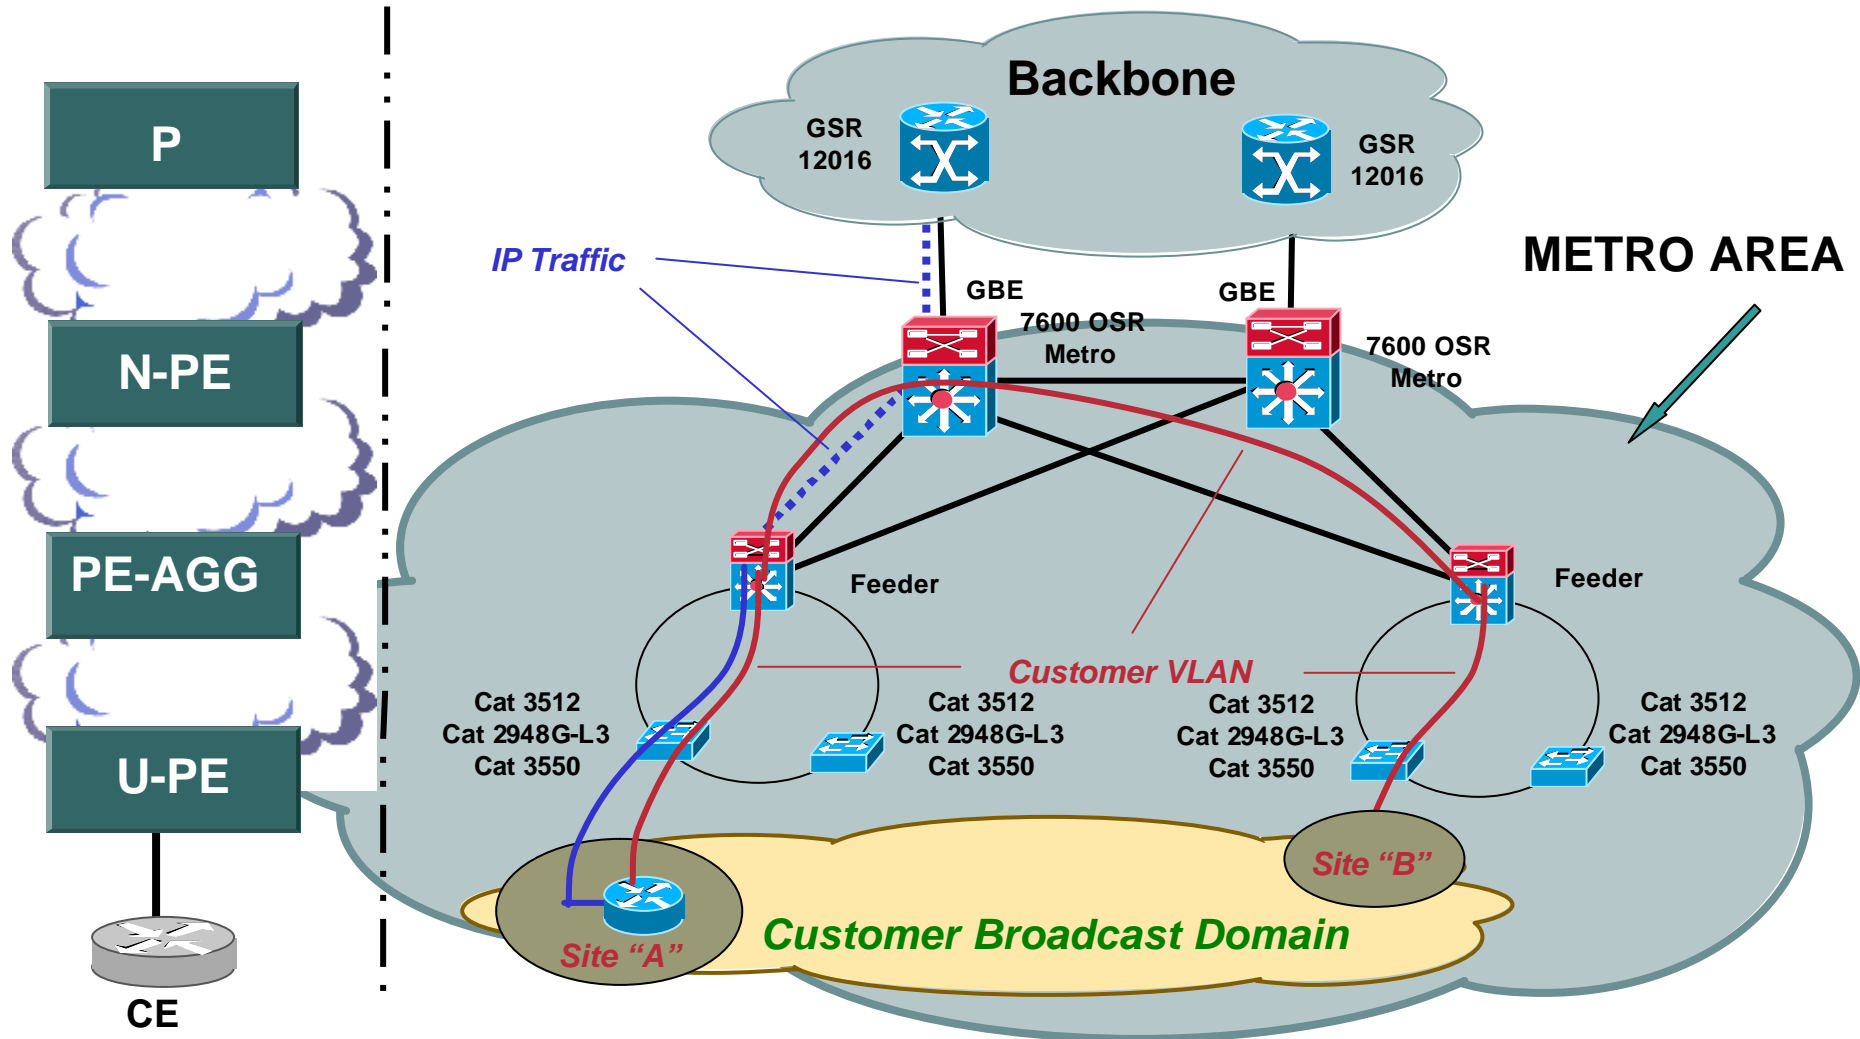 P
N-PE
PE-AGG
U-PE
CE
Backbone
GSR
12016
GSR
12016
IP Traffic
METRO AREA
GBE
GBE
7600 OSR
Metro
7600 OSR
Metro
Feeder
Feeder
Customer VLAN
Cat 3512
Cat 2948G-L3
Cat 3550
Cat 3512
Cat 2948G-L3
Cat 3550
Cat 3512
Cat 2948G-L3
Cat 3550
Cat 3512
Cat 2948G-L3
Cat 3550
Site “B”
Customer Broadcast Domain
Site “A”